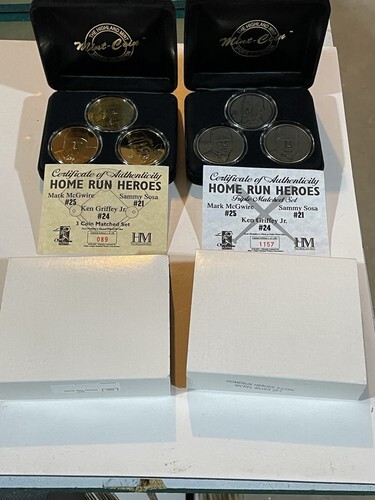 THE HIGHLAND MINT
Mint-Coin
THE HIGHLAND MINT
Mint-Coin
Certificate of Authenticity
HOME RUN HEROES
Mark McGwire Sammy Sosa
#25 #21
Ken Griffey Jr.
#24
3 Coin Matched Set
089
HM
Certificate of Authenticity
HOME RUN HEROES
Triple Matched Set
Mark McGwire Sammy Sosa
#25 #21
Ken Griffey Jr.
#24
1157
HM